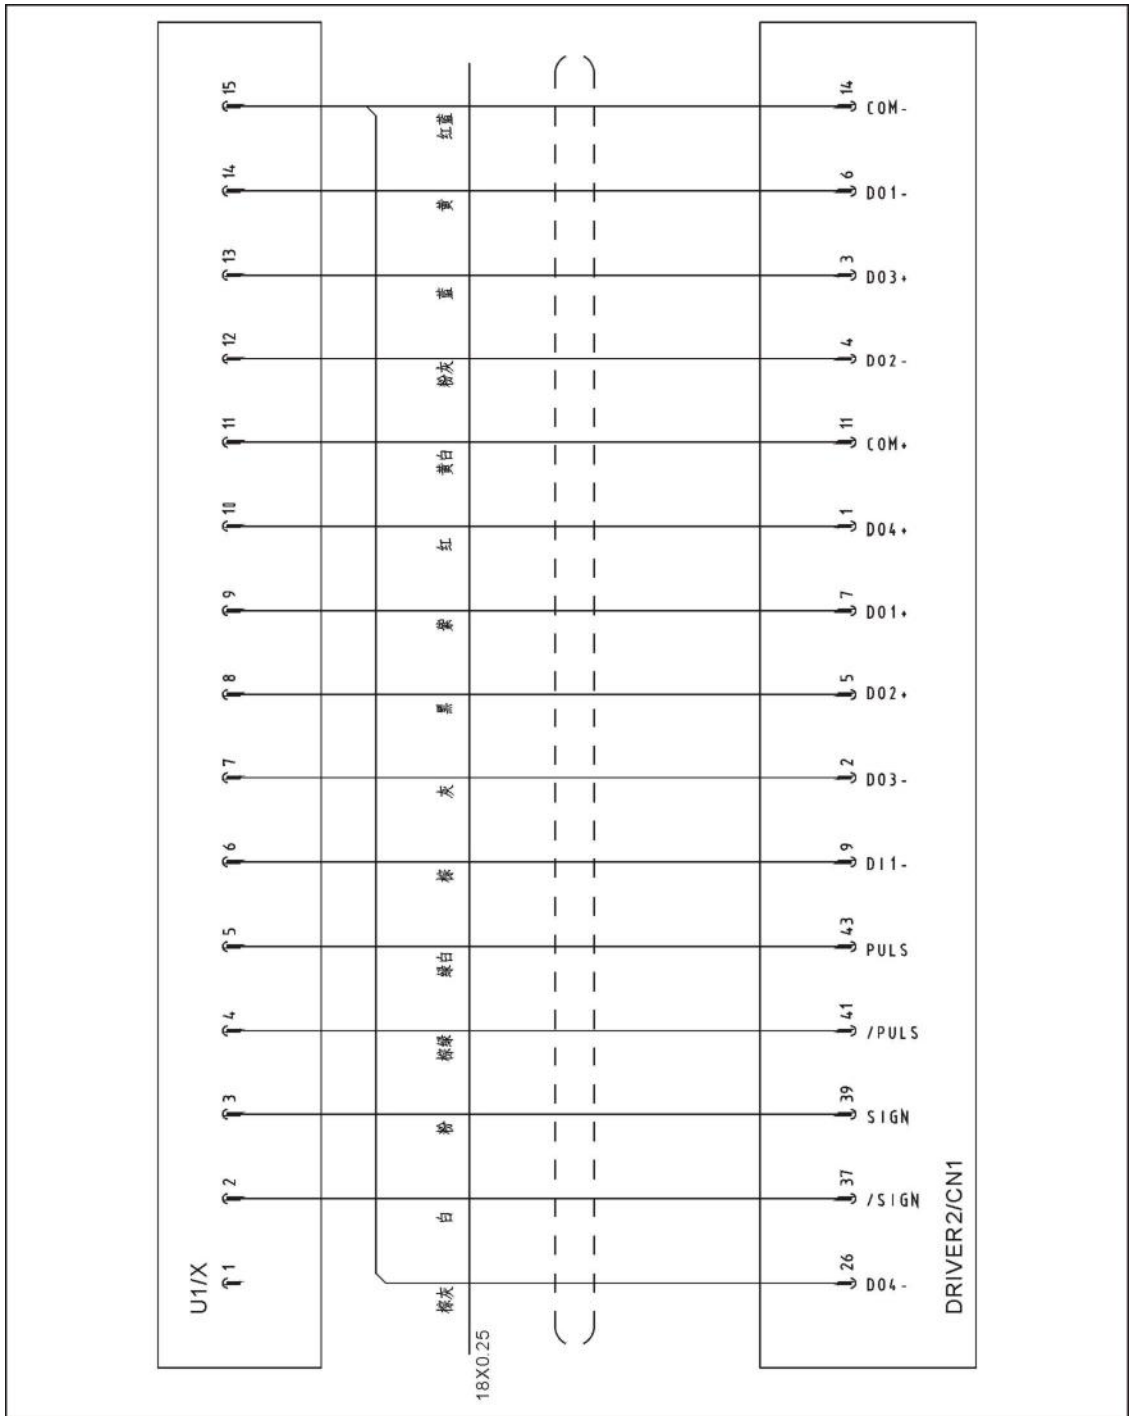 15 红蓝 14 COM-
14 黄 6 DO1-
13 蓝 3 DO3+
12 粉灰 4 DO2-
11 黄白 11 COM+
10 红 1 DO4+
9 紫 7 DO1+
8 黑 5 DO2+
7 灰 2 DO3-
6 棕 9 DI1-
5 绿白 43 PULS
4 棕绿 41 /PULS
3 粉 39 SIGN
2 白 37 /SIGN
1 棕灰 26 DO4-
U1/X
18X0.25
DRIVER2/CN1